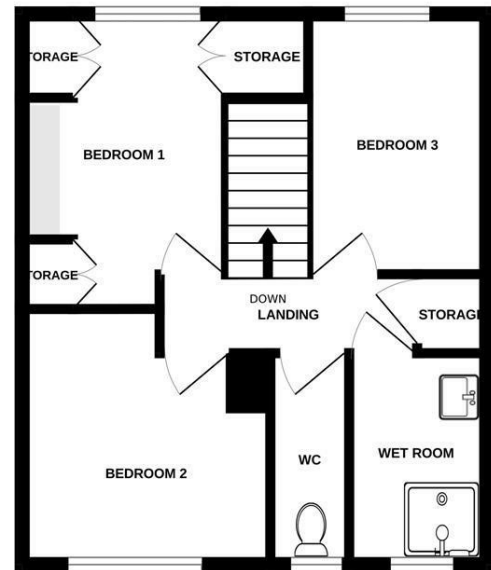 TORAGE
STORAGE
BEDROOM 1
BEDROOM 3
TORAGE
DOWN
LANDING
STORAGE
BEDROOM 2
WC
WET ROOM